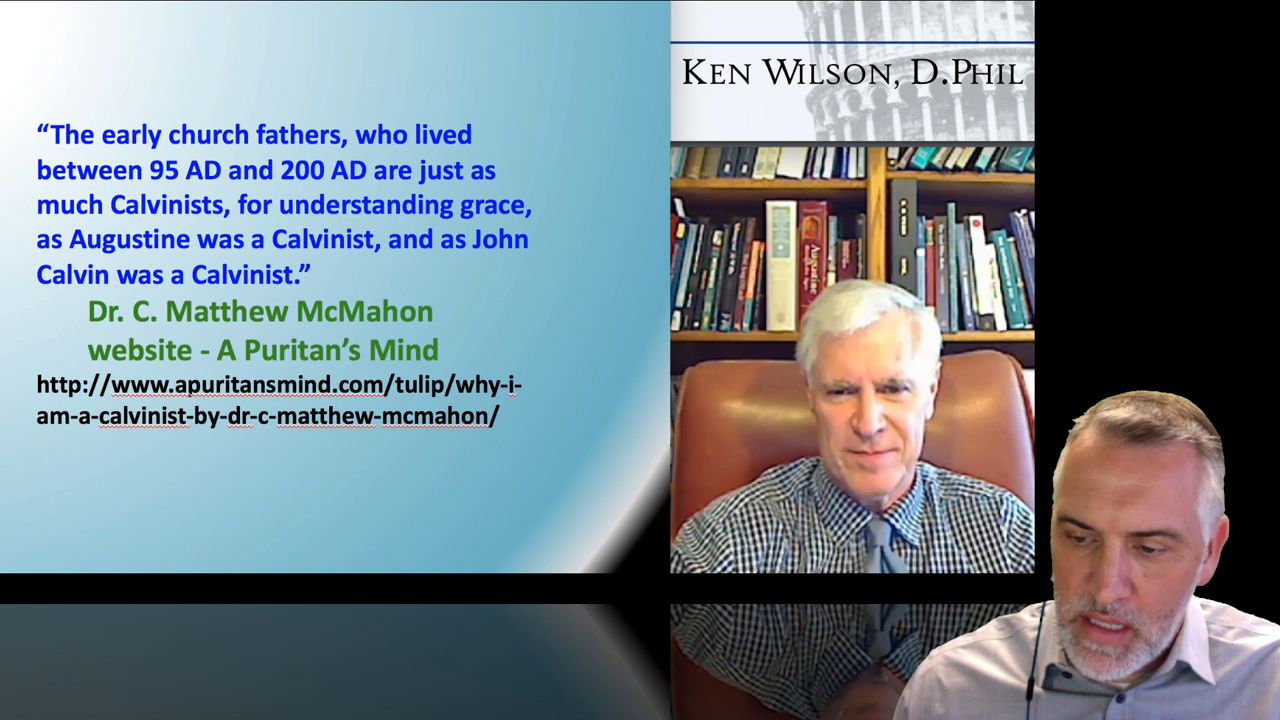 KEN WILSON, D.PHIL
“The early church fathers, who lived
between 95 AD and 200 AD are just as
much Calvinists, for understanding grace,
as Augustine was a Calvinist, and as John
Calvin was a Calvinist.”
Dr. C. Matthew McMahon
website - A Puritan’s Mind
http://www.apuritansmind.com/tulip/why-i-
am-a-calvinist-by-dr-c-matthew-mcmahon/
Augustine